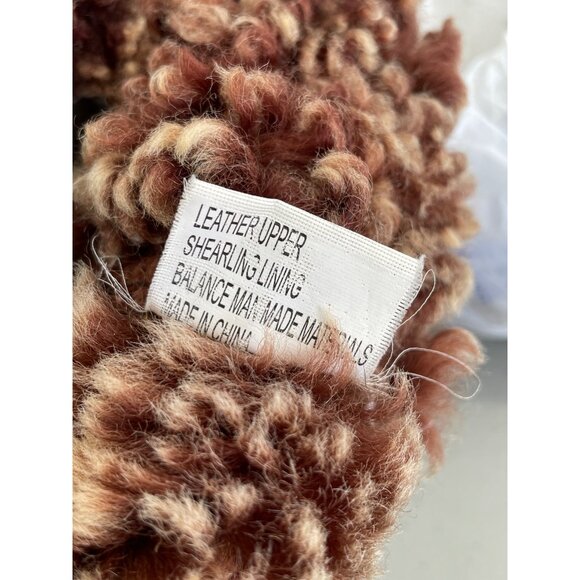 LEATHER UPPER
SHEARLING LINING
BALANCE MAN MADE MATERIALS
MADE IN CHINA